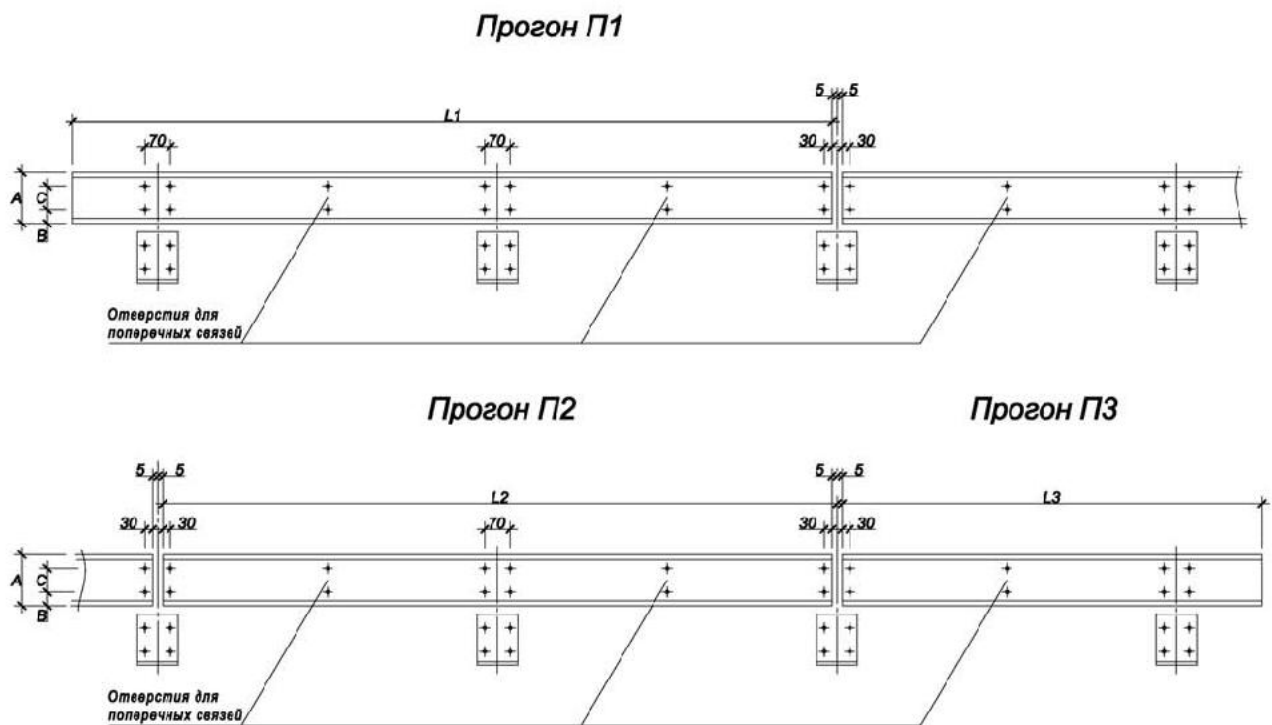 Прогон П1
5 5
L1
70 70 30 30
A C B
Отверстия для
поперечных связей
Прогон П2 Прогон П3
5 5 5 5
L2 L3
30 30 70 30 30
A C B
Отверстия для
поперечных связей